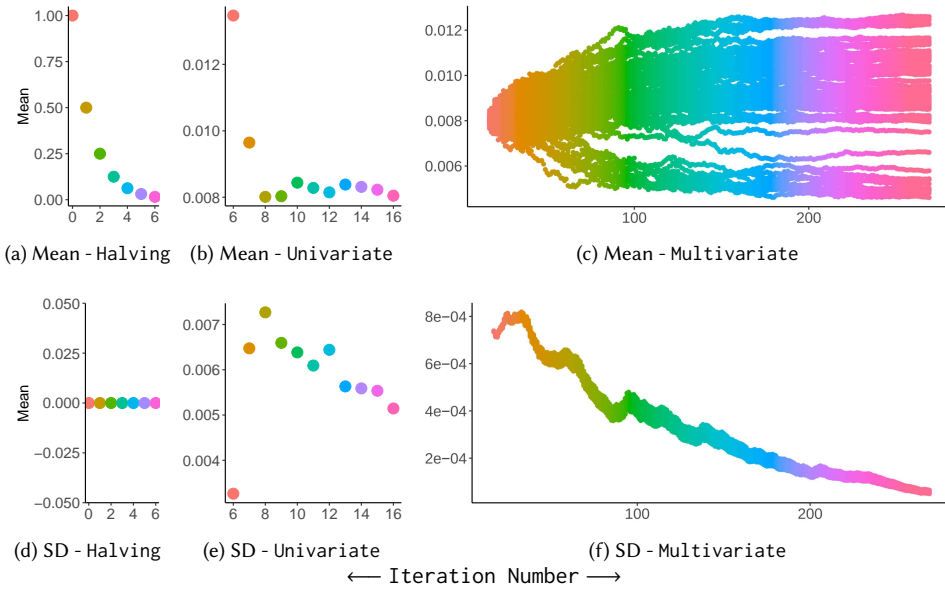 Mean
1.00
0.75
0.50
0.25
0.00
0 2 4 6
0.012
0.010
0.008
6 8 10 12 14 16
0.012
0.010
0.008
0.006
100 200
(a) Mean - Halving
(b) Mean - Univariate
(c) Mean - Multivariate
Mean
0.050
0.025
0.000
−0.025
−0.050
0 2 4 6
0.007
0.006
0.005
0.004
6 8 10 12 14 16
8e−04
6e−04
4e−04
2e−04
100 200
(d) SD - Halving
(e) SD - Univariate
(f) SD - Multivariate
⟵ Iteration Number ⟶